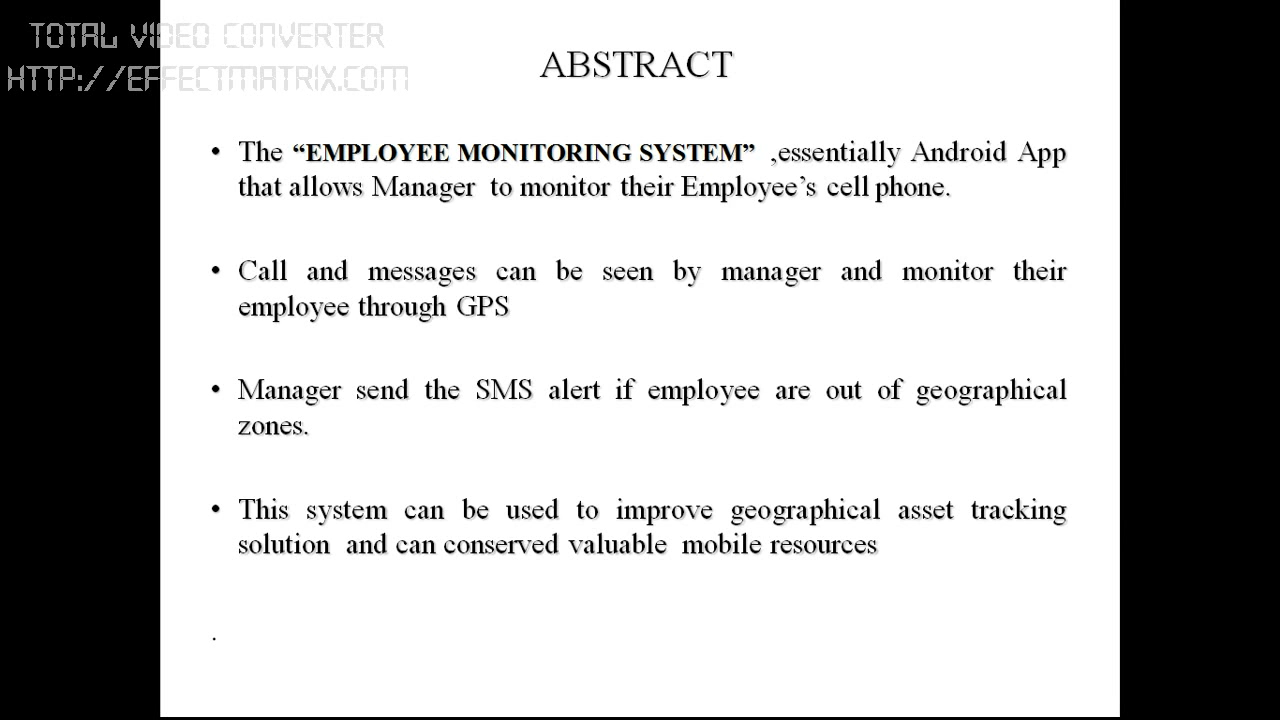 TOTAL VIDEO CONVERTER
HTTP://EFFECTMATRIX.COM
ABSTRACT
• The “EMPLOYEE MONITORING SYSTEM” ,essentially Android App
that allows Manager to monitor their Employee’s cell phone.
• Call and messages can be seen by manager and monitor their
employee through GPS
• Manager send the SMS alert if employee are out of geographical
zones.
• This system can be used to improve geographical asset tracking
solution and can conserved valuable mobile resources
.